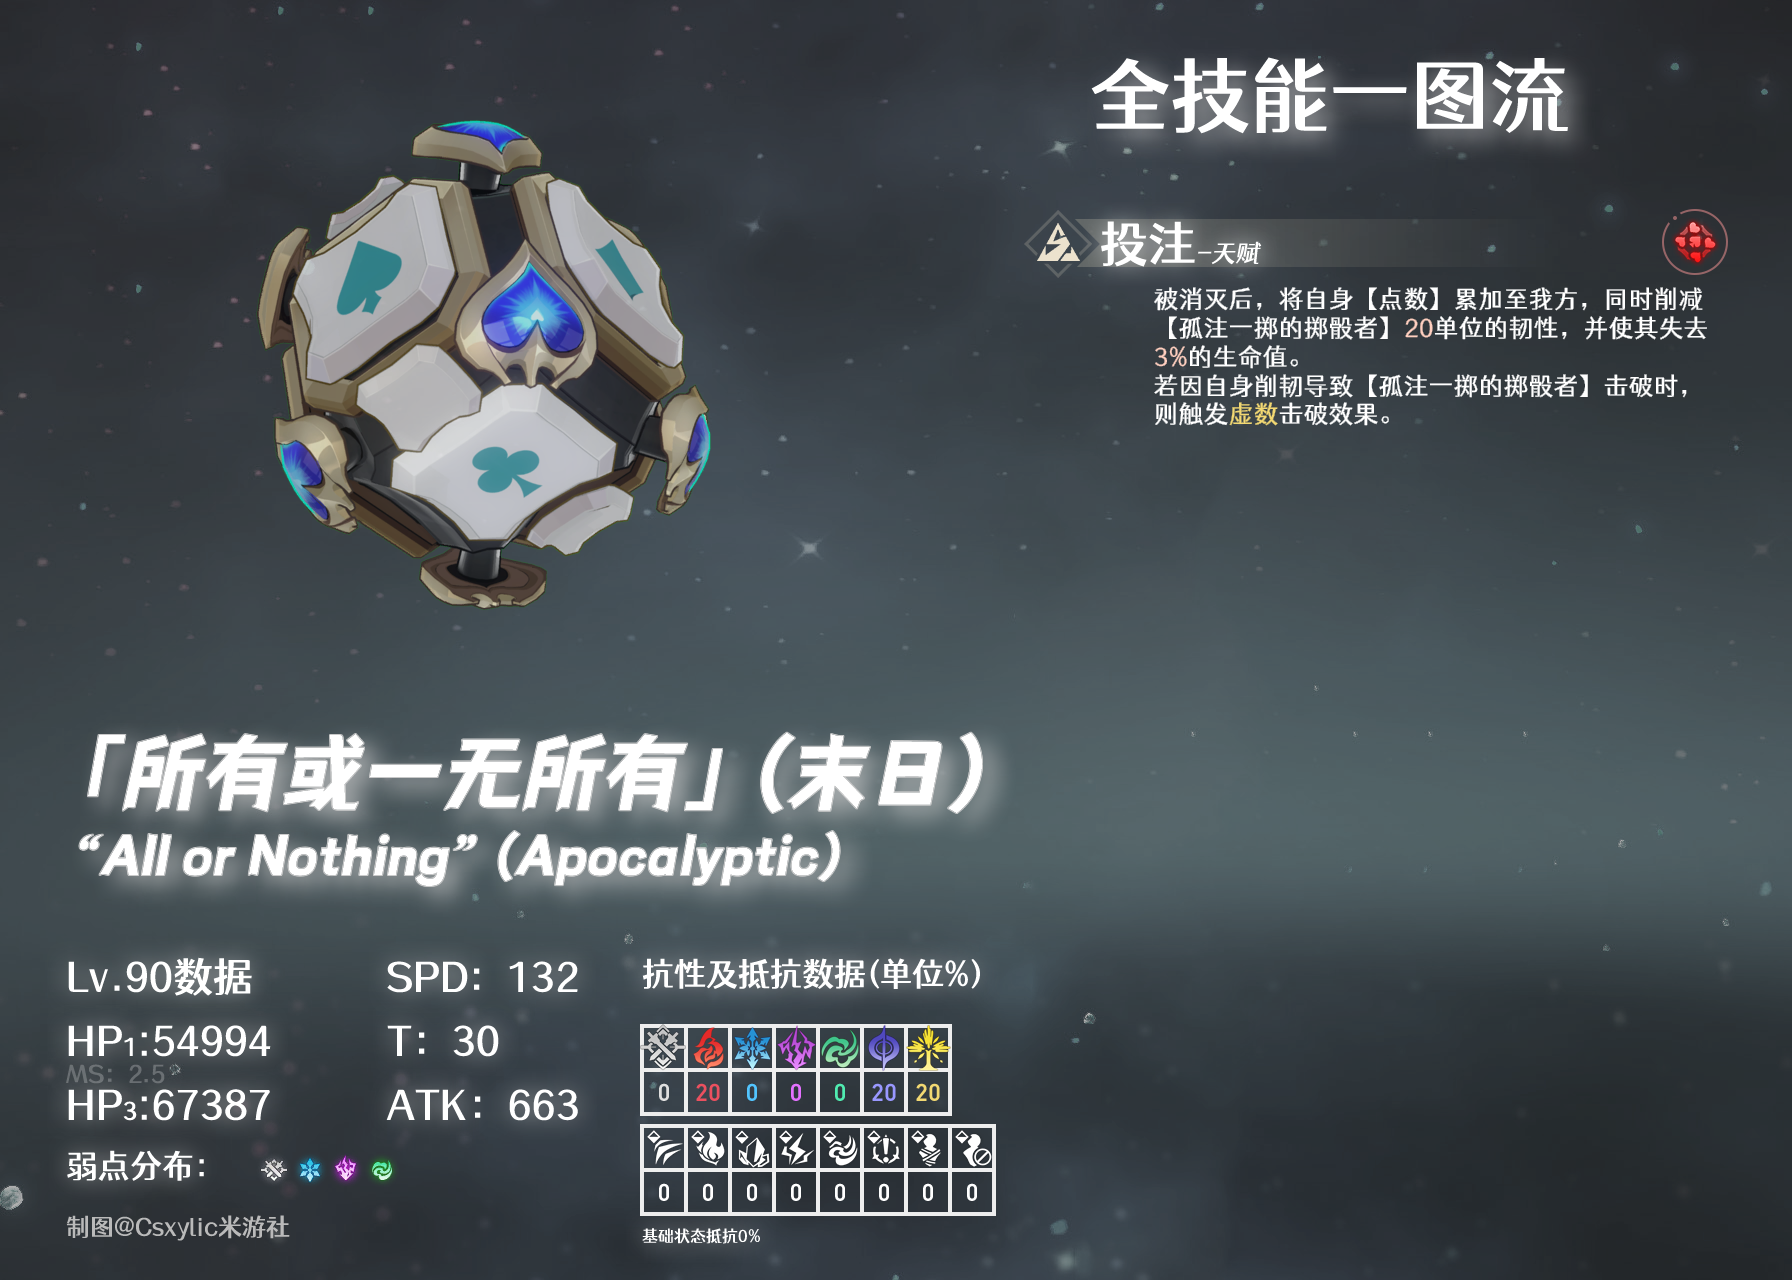 全技能一图流
投注-天赋
被消灭后，将自身【点数】累加至我方，同时削减
【孤注一掷的掷骰者】20单位的韧性，并使其失去
3%的生命值。
若因自身削韧导致【孤注一掷的掷骰者】击破时，
则触发虚数击破效果。
「所有或一无所有」（末日）
“All or Nothing”（Apocalyptic）
Lv.90数据
SPD：132
HP1:54994
T：30
MS：2.5
HP3:67387
ATK：663
弱点分布：
制图@Csxylic米游社
抗性及抵抗数据(单位%)
0 20 0 0 0 20 20
0 0 0 0 0 0 0 0
基础状态抵抗0%